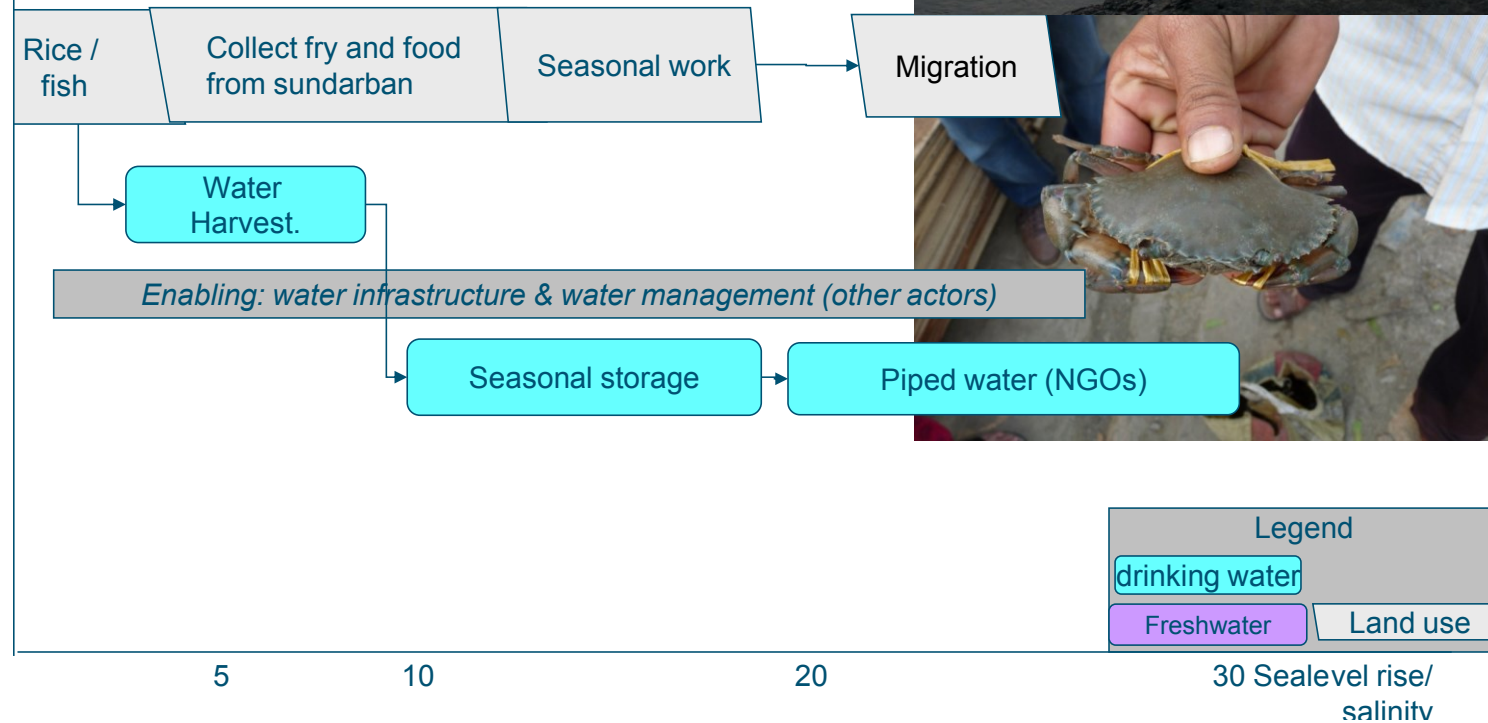 Rice /
fish
Collect fry and food
from sundarban
Seasonal work
Migration
Water
Harvest.
Enabling: water infrastructure & water management (other actors)
Seasonal storage
Piped water (NGOs)
Legend
drinking water
Freshwater
Land use
5
10
20
30 Sealevel rise/
salinity